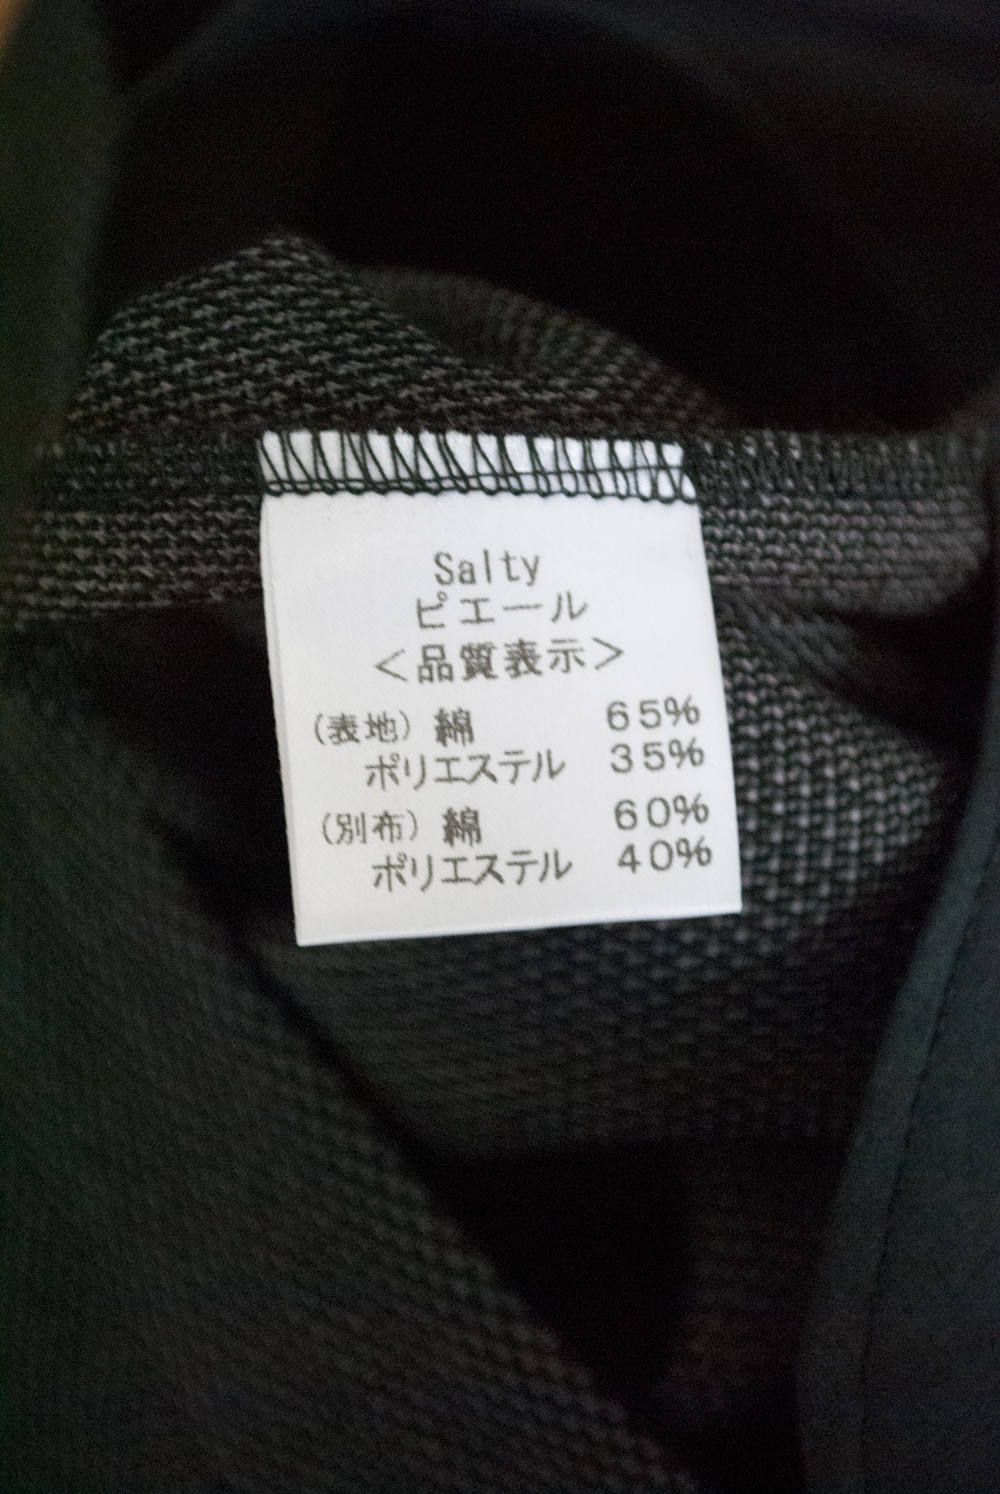 Salty
ピエール
<品質表示>
(表地) 綿 65%
ポリエステル 35%
(別布) 綿 60%
ポリエステル 40%